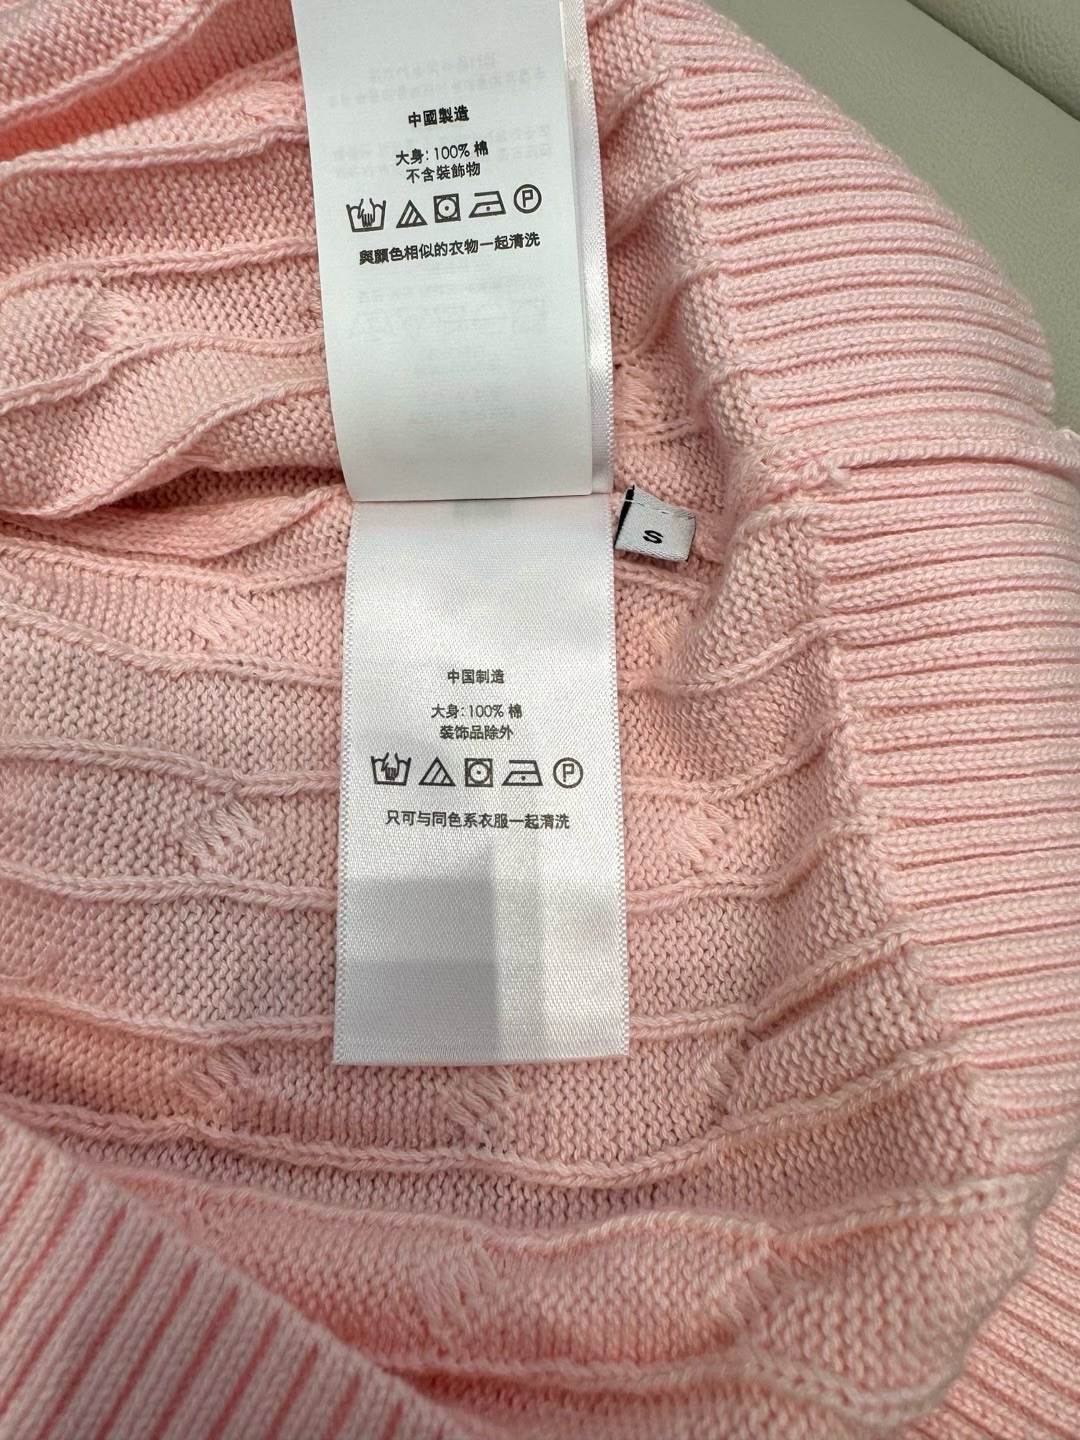 中國製造
大身: 100% 棉
不含裝飾物
P
與顏色相似的衣物一起清洗
S
中国制造
大身: 100% 棉
装饰品除外
P
只可与同色系衣服一起清洗